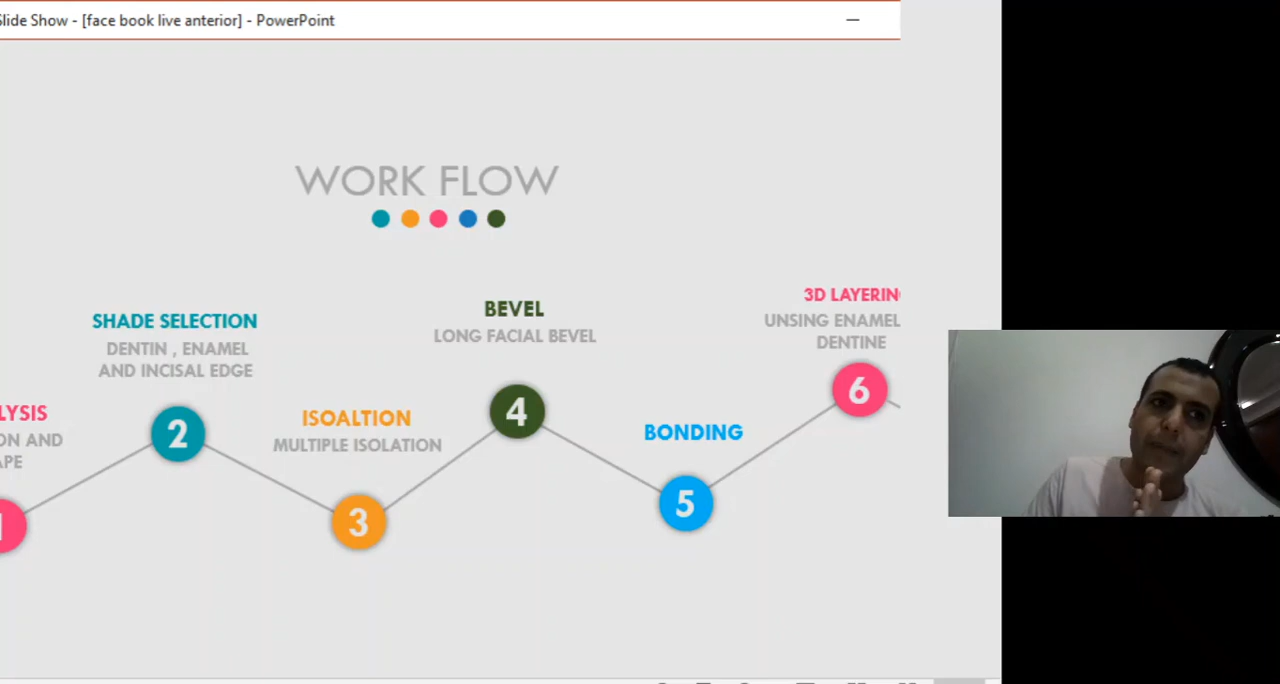 Slide Show - [face book live anterior] - PowerPoint
WORK FLOW
SHADE SELECTION
DENTIN , ENAMEL
AND INCISAL EDGE
ISOALTION
MULTIPLE ISOLATION
BEVEL
LONG FACIAL BEVEL
BONDING
3D LAYERIN
UNSING ENAMEL
DENTINE
LYSIS
ON AND
APE
1
2
3
4
5
6